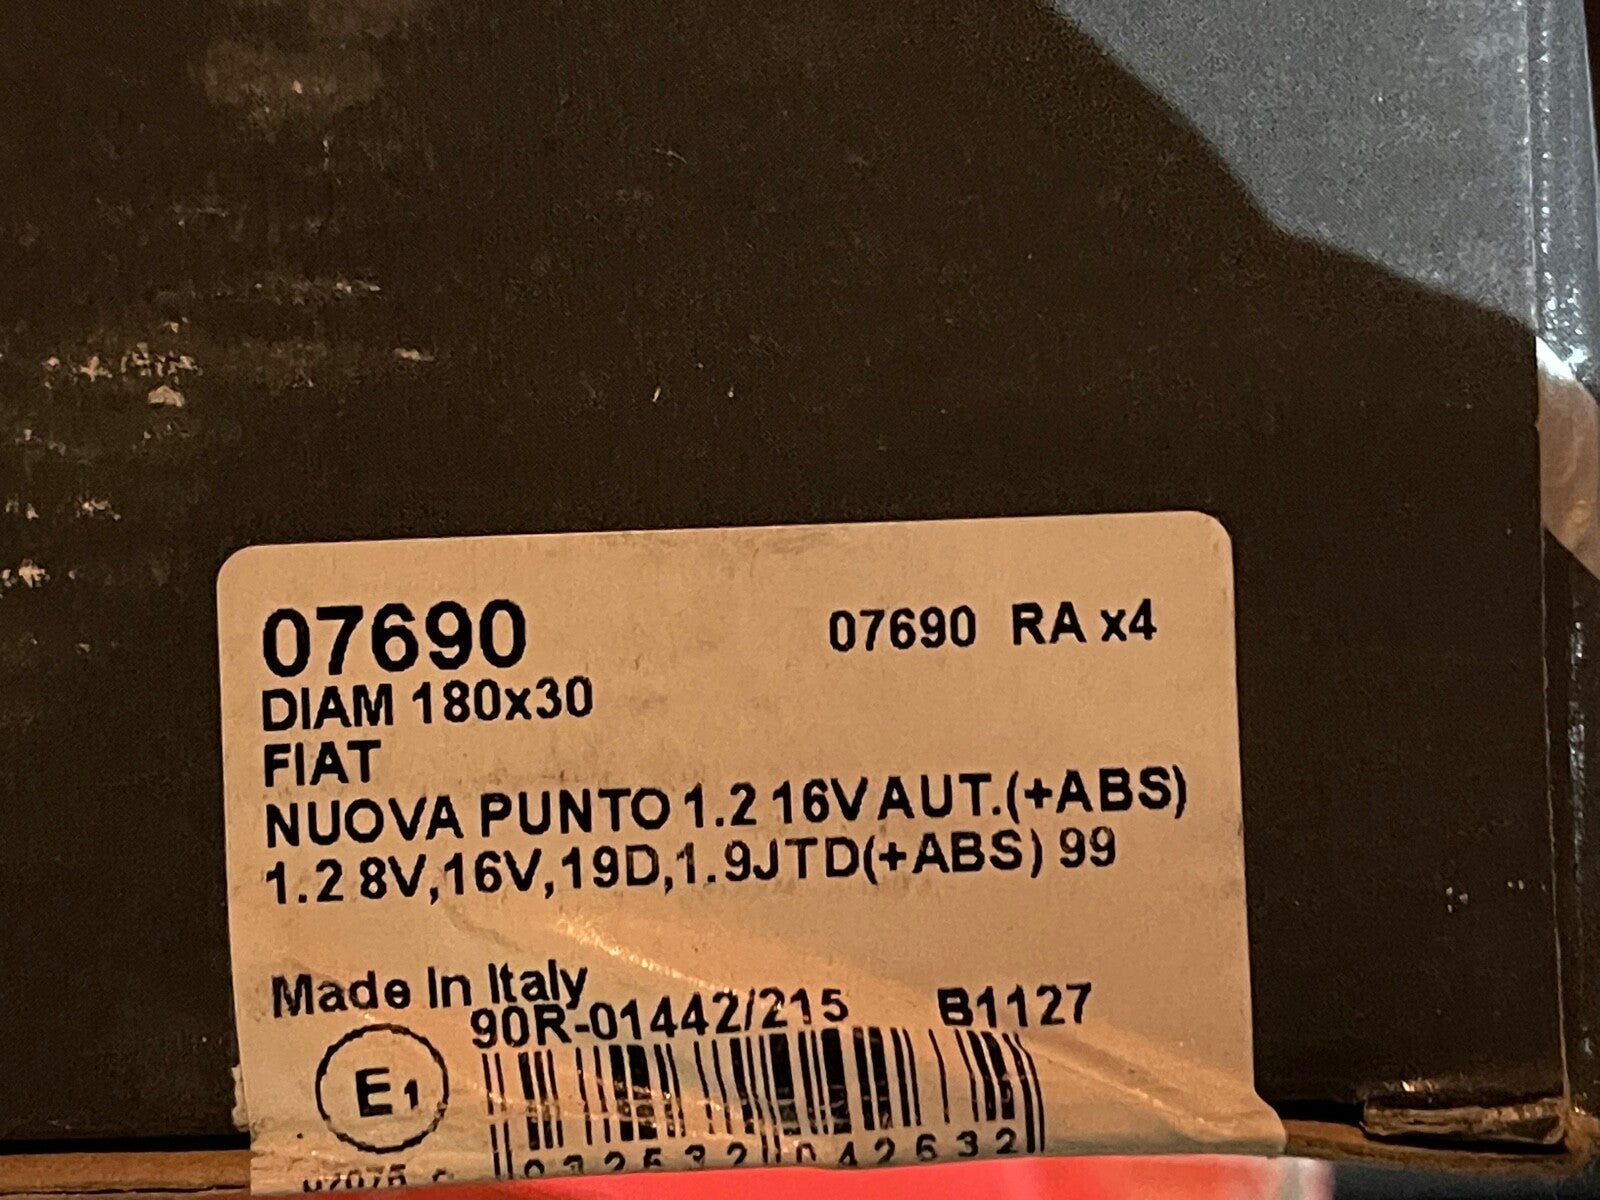 07690 07690 RA x4
DIAM 180x30
FIAT
NUOVA PUNTO 1.2 16V AUT.(+ABS)
1.2 8V,16V,19D,1.9JTD(+ABS) 99
Made In Italy
90R-01442/215 B1127
E1
042632